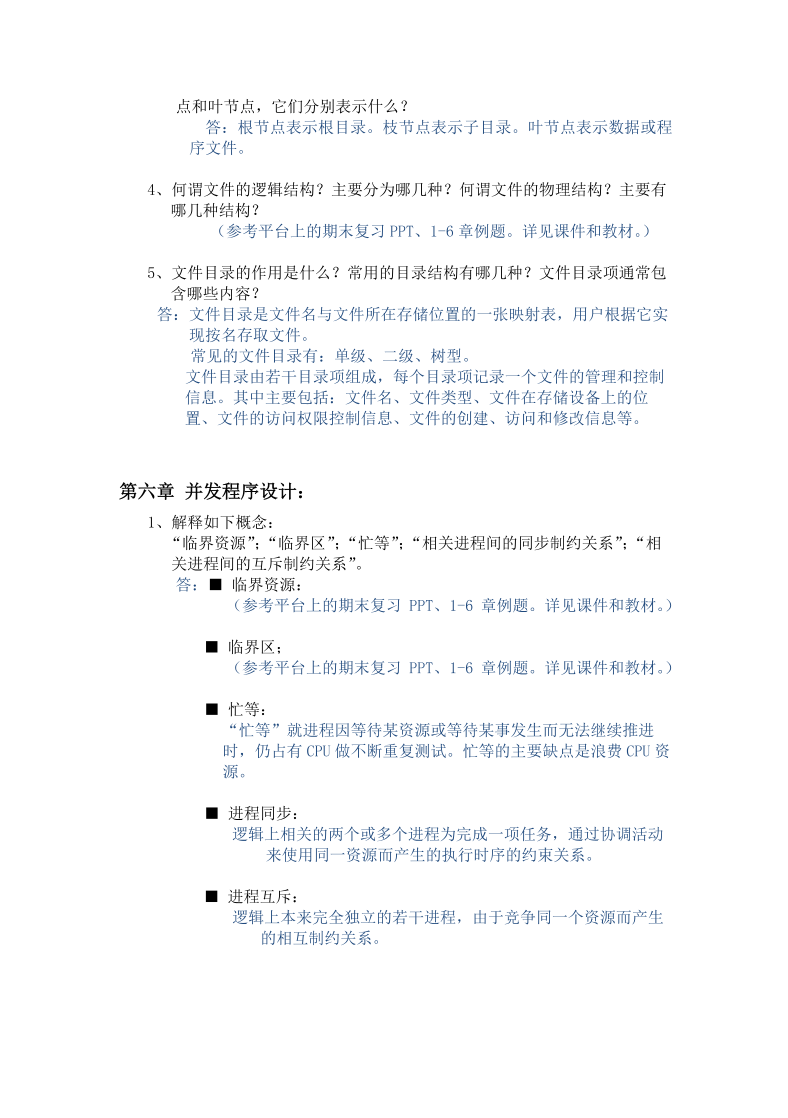 点和叶节点，它们分别表示什么？
答：根节点表示根目录。枝节点表示子目录。叶节点表示数据或程
序文件。
4、何谓文件的逻辑结构？主要分为哪几种？何谓文件的物理结构？主要有
哪几种结构？
（参考平台上的期末复习 PPT、1-6 章例题。详见课件和教材。）
5、文件目录的作用是什么？常用的目录结构有哪几种？文件目录项通常包
含哪些内容？
答：文件目录是文件名与文件所在存储位置的一张映射表，用户根据它实
现按名存取文件。
常见的文件目录有：单级、二级、树型。
文件目录由若干目录项组成，每个目录项记录一个文件的管理和控制
信息。其中主要包括：文件名、文件类型、文件在存储设备上的位
置、文件的访问权限控制信息、文件的创建、访问和修改信息等。
第六章 并发程序设计：
1、解释如下概念：
“临界资源”；“临界区”；“忙等”；“相关进程间的同步制约关系”；“相
关进程间的互斥制约关系”。
答：■ 临界资源：
（参考平台上的期末复习 PPT、1-6 章例题。详见课件和教材。）
■ 临界区；
（参考平台上的期末复习 PPT、1-6 章例题。详见课件和教材。）
■ 忙等：
“忙等”就进程因等待某资源或等待某事发生而无法继续推进
时，仍占有 CPU 做不断重复测试。忙等的主要缺点是浪费 CPU 资
源。
■ 进程同步：
逻辑上相关的两个或多个进程为完成一项任务，通过协调活动
来使用同一资源而产生的执行时序的约束关系。
■ 进程互斥：
逻辑上本来完全独立的若干进程，由于竞争同一个资源而产生
的相互制约关系。